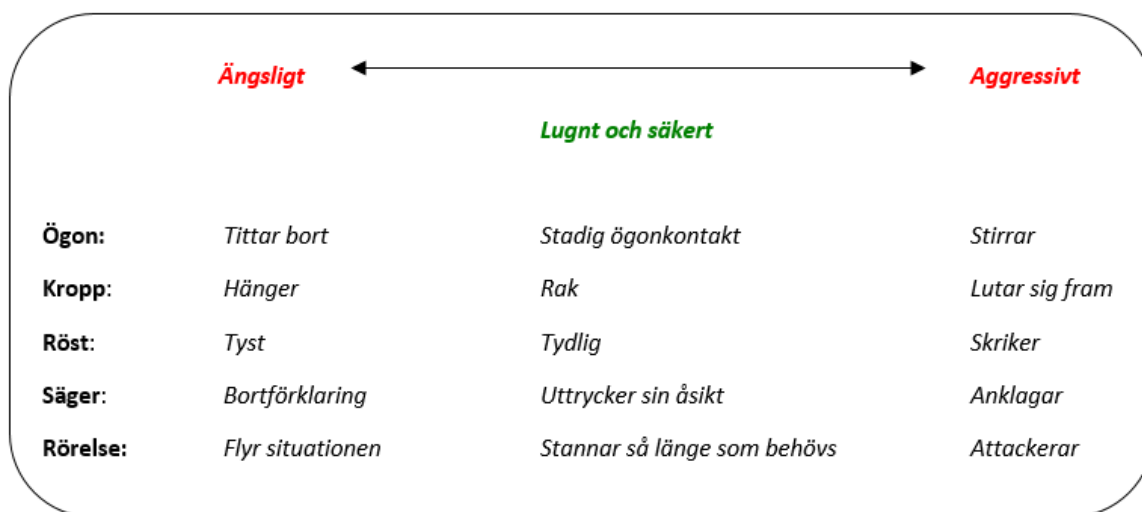 Ängsligt Aggressivt
Lugnt och säkert
Ögon: Tittar bort Stadig ögonkontakt Stirrar
Kropp: Hänger Rak Lutar sig fram
Röst: Tyst Tydlig Skriker
Säger: Bortförklaring Uttrycker sin åsikt Anklagar
Rörelse: Flyr situationen Stannar så länge som behövs Attackerar